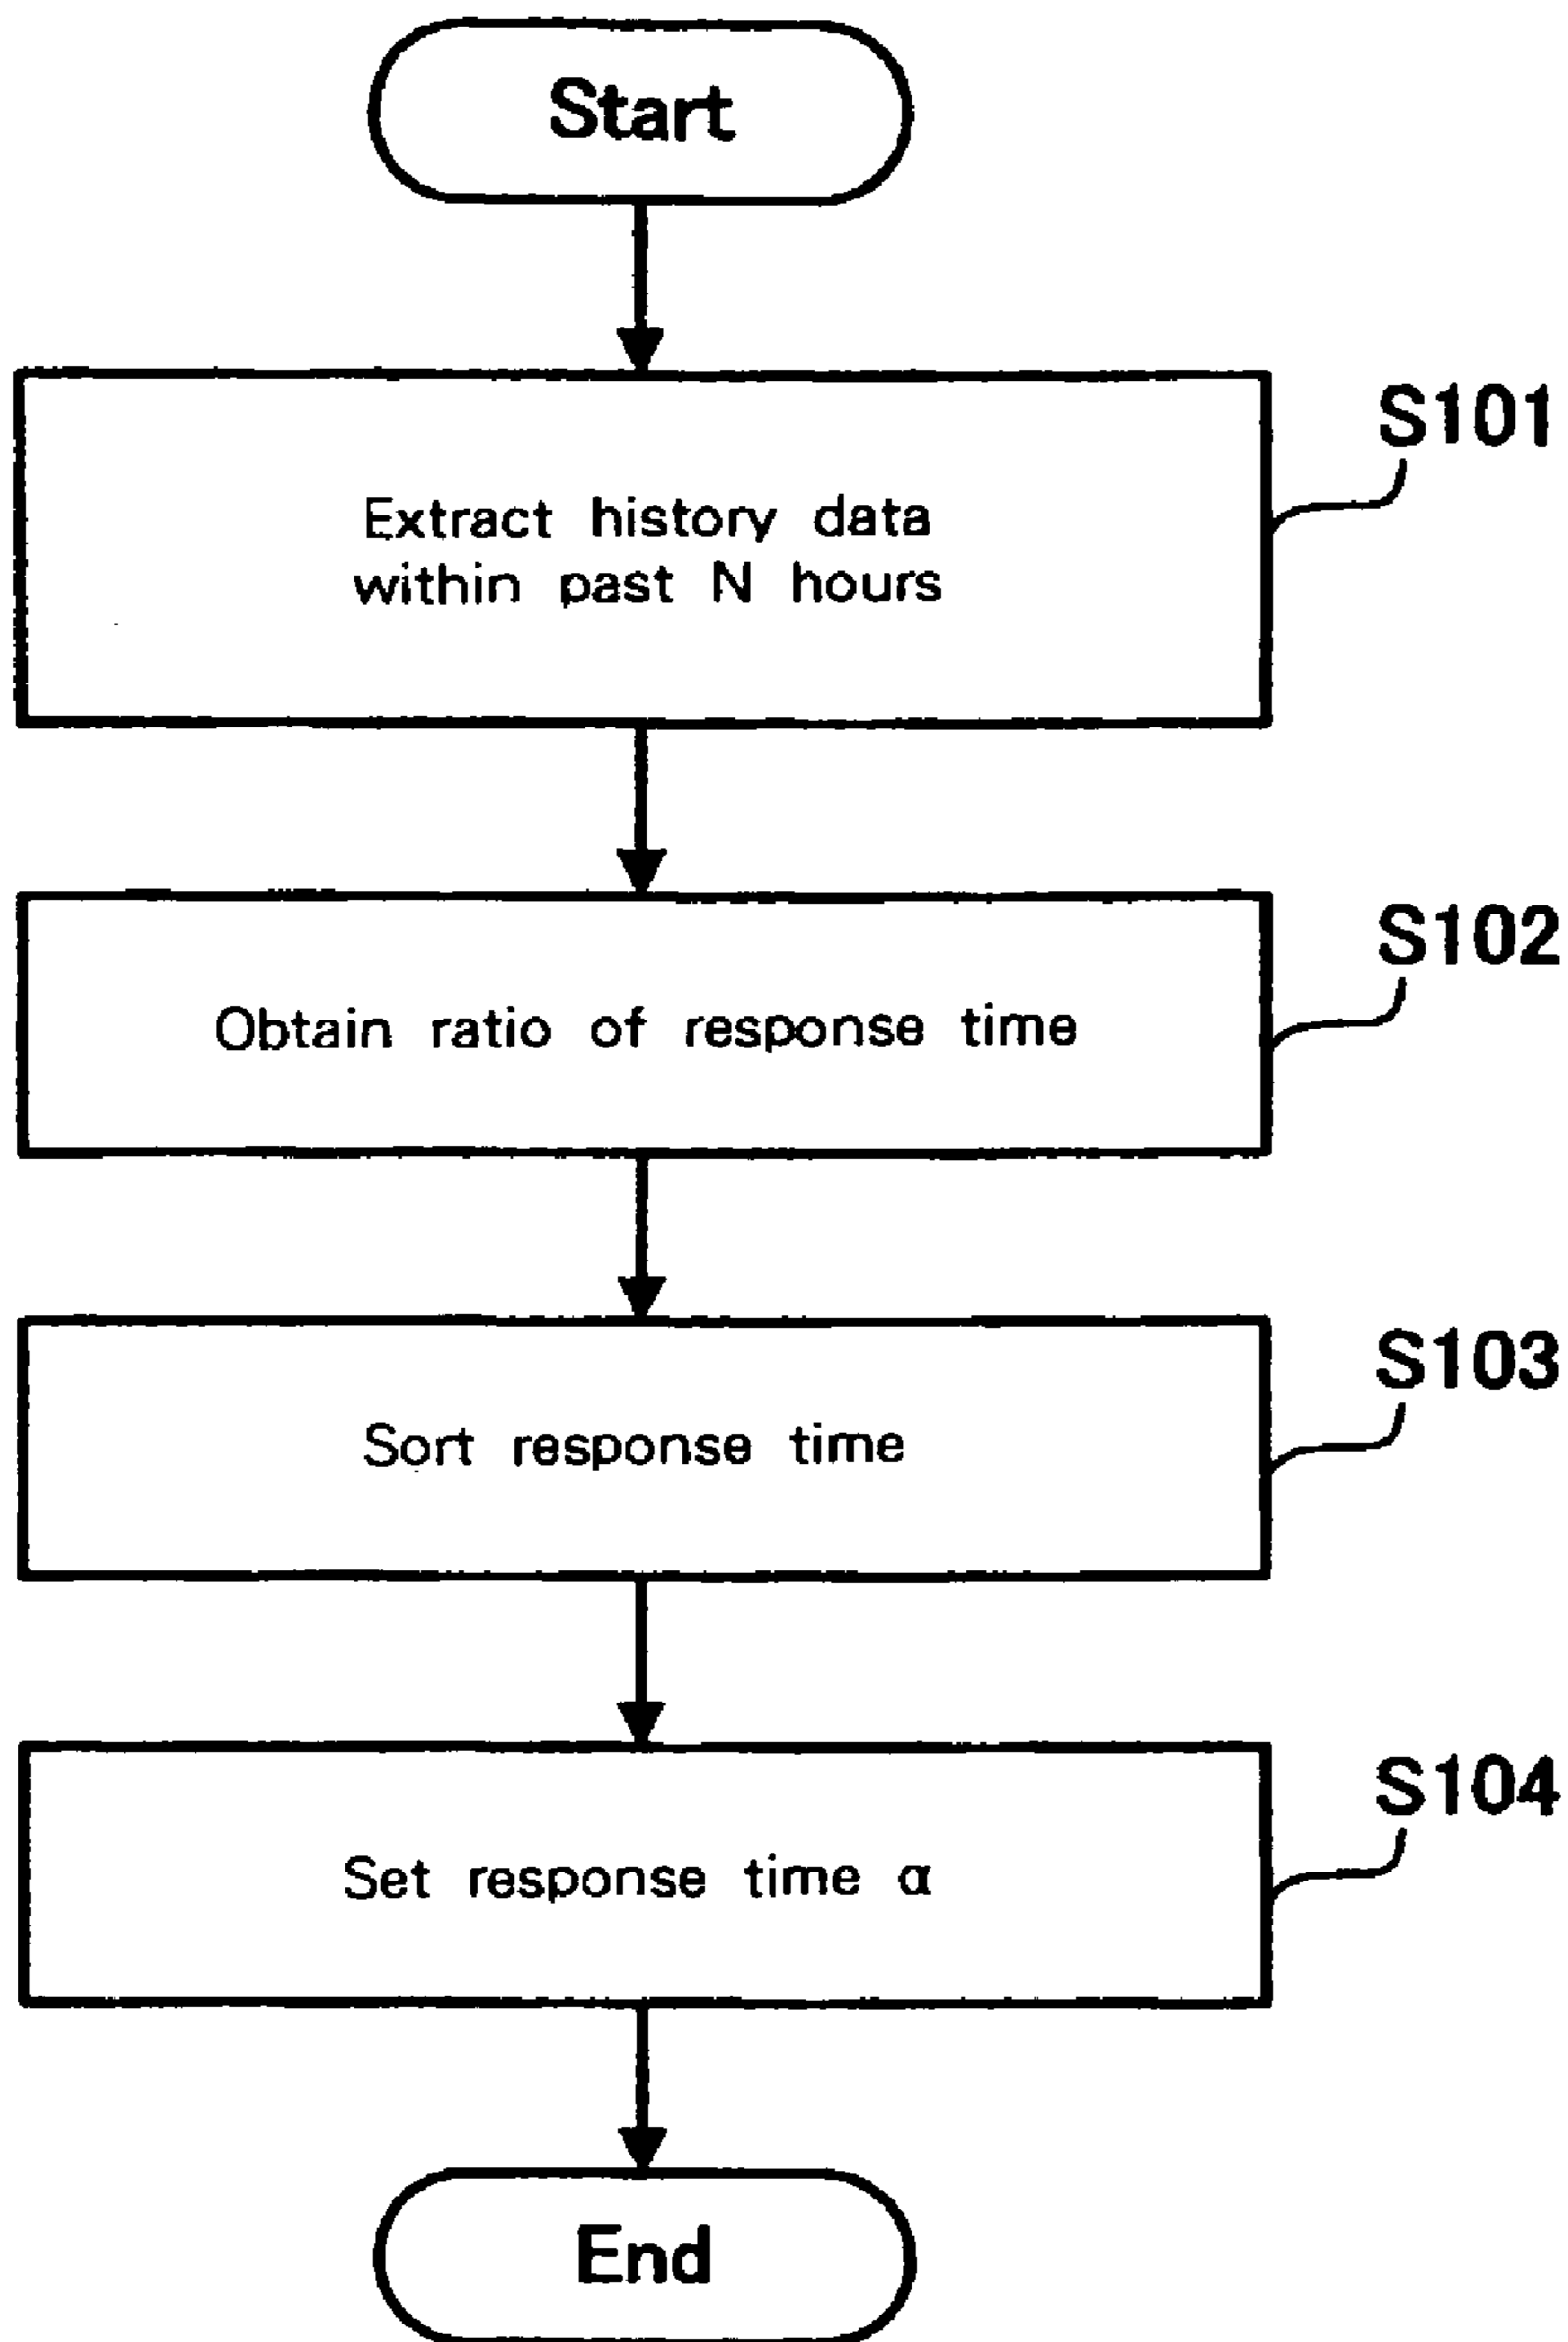 Start
S101
Extract history data
within past N hours
S102
Obtain ratio of response time
S103
Sort response time
S104
Set response time α
End